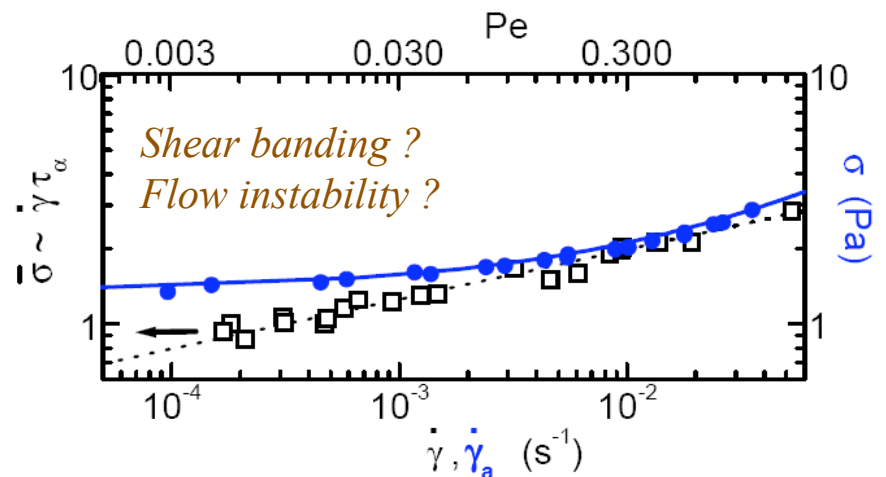 Pe
0.003 0.030 0.300
10 10
Shear banding ?
Flow instability ?
σ̄ ~ γ̇ τα
σ (Pa)
1 1
10⁻⁴ 10⁻³ 10⁻²
γ̇ , γ̇a (s⁻¹)